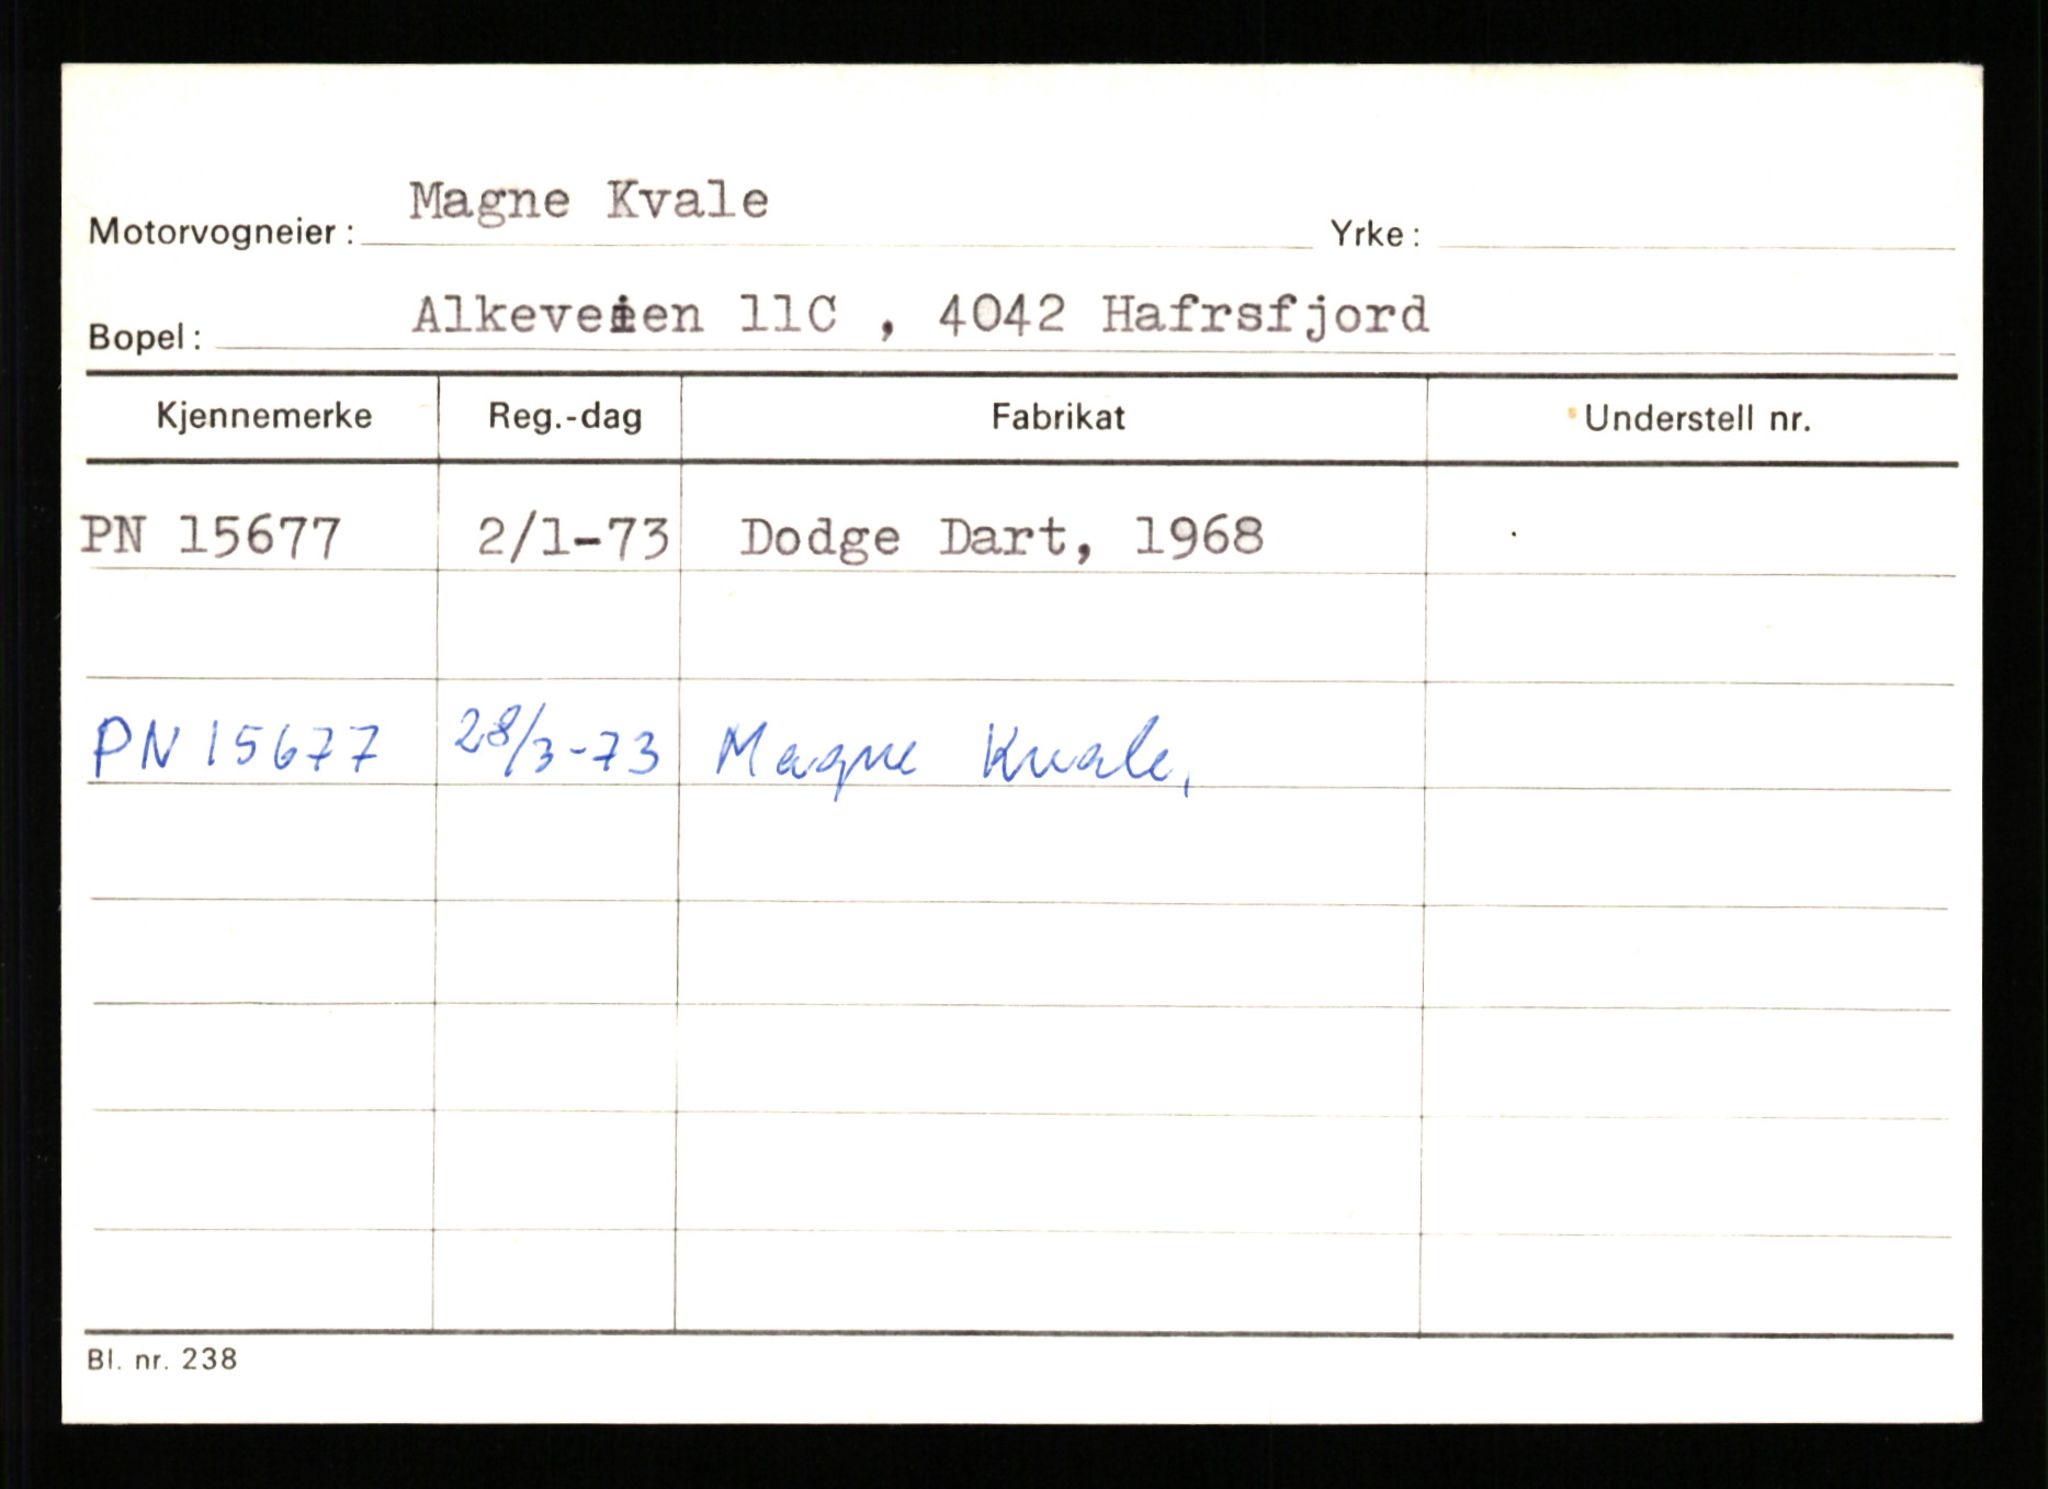 Motorvogneier: Magne Kvale Yrke:
Bopel: Alkeveien 11C , 4042 Hafrsfjord
Kjennemerke Reg.-dag Fabrikat Understell nr.
PN 15677 2/1-73 Dodge Dart, 1968
PN 15677 28/3-73 Magne Kvale,
Bl. nr. 238